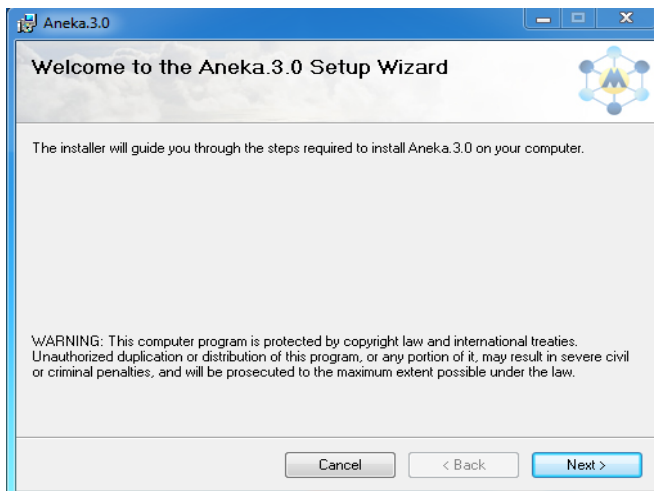 Aneka.3.0
Welcome to the Aneka.3.0 Setup Wizard
The installer will guide you through the steps required to install Aneka.3.0 on your computer.
WARNING: This computer program is protected by copyright law and international treaties.
Unauthorized duplication or distribution of this program, or any portion of it, may result in severe civil
or criminal penalties, and will be prosecuted to the maximum extent possible under the law.
Cancel < Back Next >